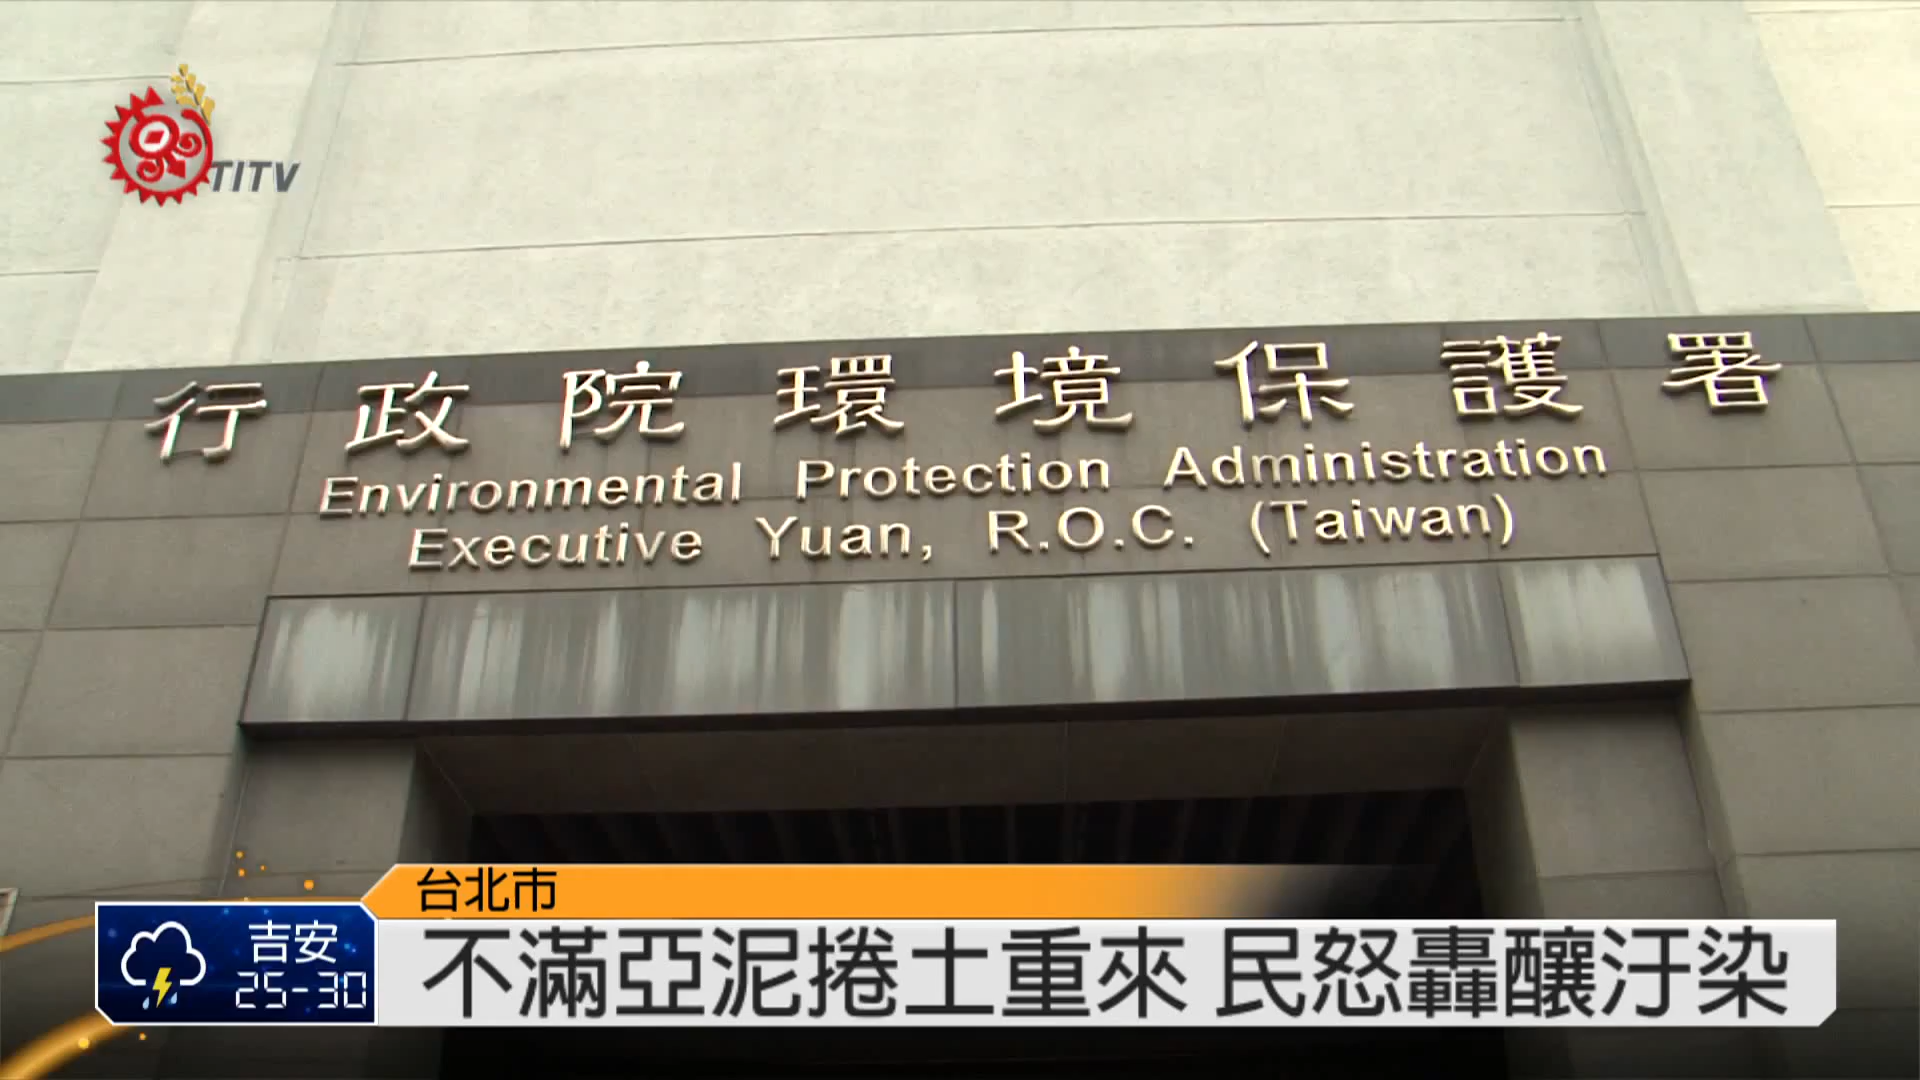 TITV
行政院環境保護署
Environmental Protection Administration
Executive Yuan, R.O.C. (Taiwan)
台北市
吉安
25-30
不滿亞泥捲土重來 民怒轟釀汙染